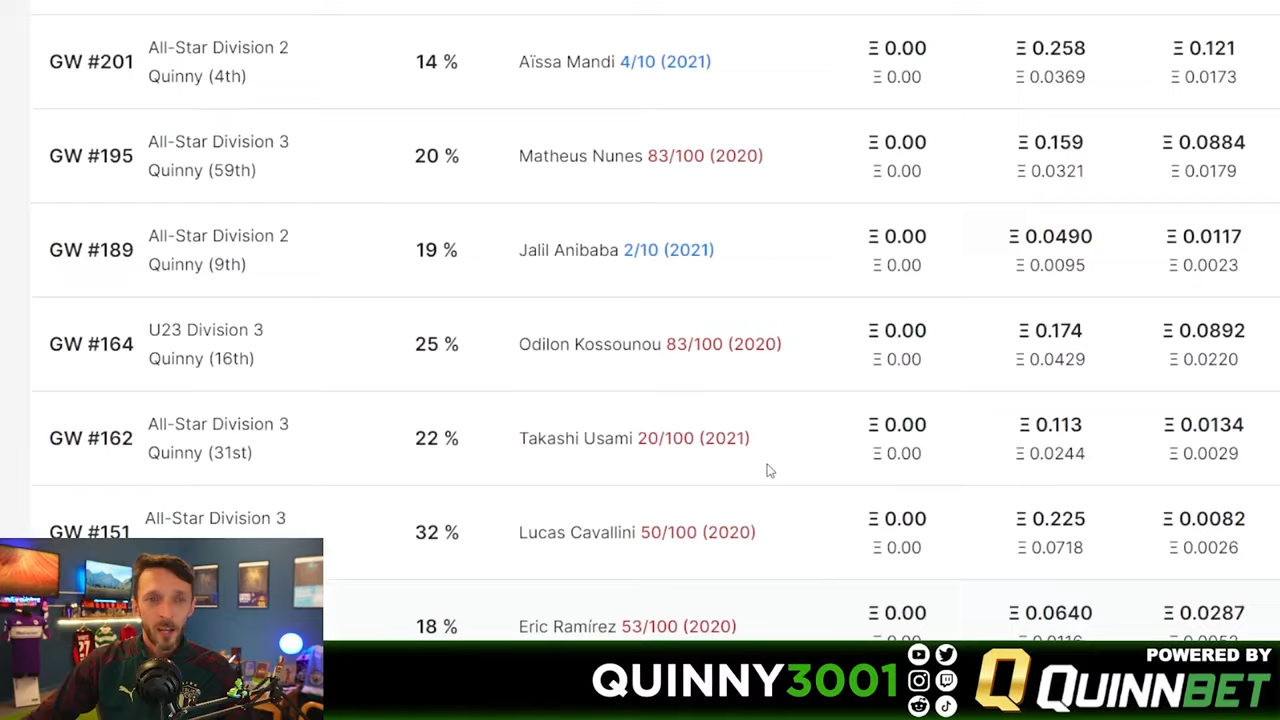 GW #201 All-Star Division 2 14 % Aïssa Mandi 4/10 (2021) Ξ 0.00 Ξ 0.258 Ξ 0.121
Quinny (4th) Ξ 0.00 Ξ 0.0369 Ξ 0.0173
GW #195 All-Star Division 3 20 % Matheus Nunes 83/100 (2020) Ξ 0.00 Ξ 0.159 Ξ 0.0884
Quinny (59th) Ξ 0.00 Ξ 0.0321 Ξ 0.0179
GW #189 All-Star Division 2 19 % Jalil Anibaba 2/10 (2021) Ξ 0.00 Ξ 0.0490 Ξ 0.0117
Quinny (9th) Ξ 0.00 Ξ 0.0095 Ξ 0.0023
GW #164 U23 Division 3 25 % Odilon Kossounou 83/100 (2020) Ξ 0.00 Ξ 0.174 Ξ 0.0892
Quinny (16th) Ξ 0.00 Ξ 0.0429 Ξ 0.0220
GW #162 All-Star Division 3 22 % Takashi Usami 20/100 (2021) Ξ 0.00 Ξ 0.113 Ξ 0.0134
Quinny (31st) Ξ 0.00 Ξ 0.0244 Ξ 0.0029
GW #151 All-Star Division 3 32 % Lucas Cavallini 50/100 (2020) Ξ 0.00 Ξ 0.225 Ξ 0.0082
Ξ 0.00 Ξ 0.0718 Ξ 0.0026
18 % Eric Ramírez 53/100 (2020) Ξ 0.00 Ξ 0.0640 Ξ 0.0287
QUINNY3001
POWERED BY
QUINNBET